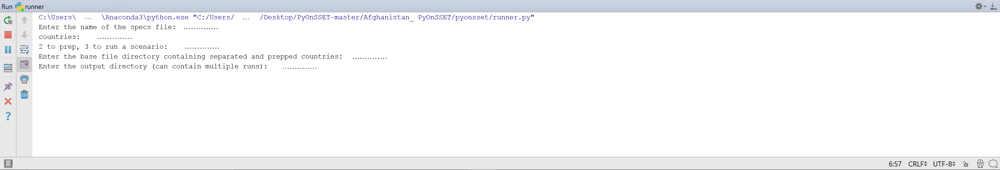 Run runner
C:\Users\ ... \Anaconda3\python.exe "C:/Users/ ... /Desktop/PyOnSSET-master/Afghanistan_ PyOnSSET/pyonsset/runner.py"
Enter the name of the specs file: ..............
countries: ..............
2 to prep, 3 to run a scenario: ..............
Enter the base file directory containing separated and prepped countries: ..............
Enter the output directory (can contain multiple runs): ..............
6:57 CRLF UTF-8